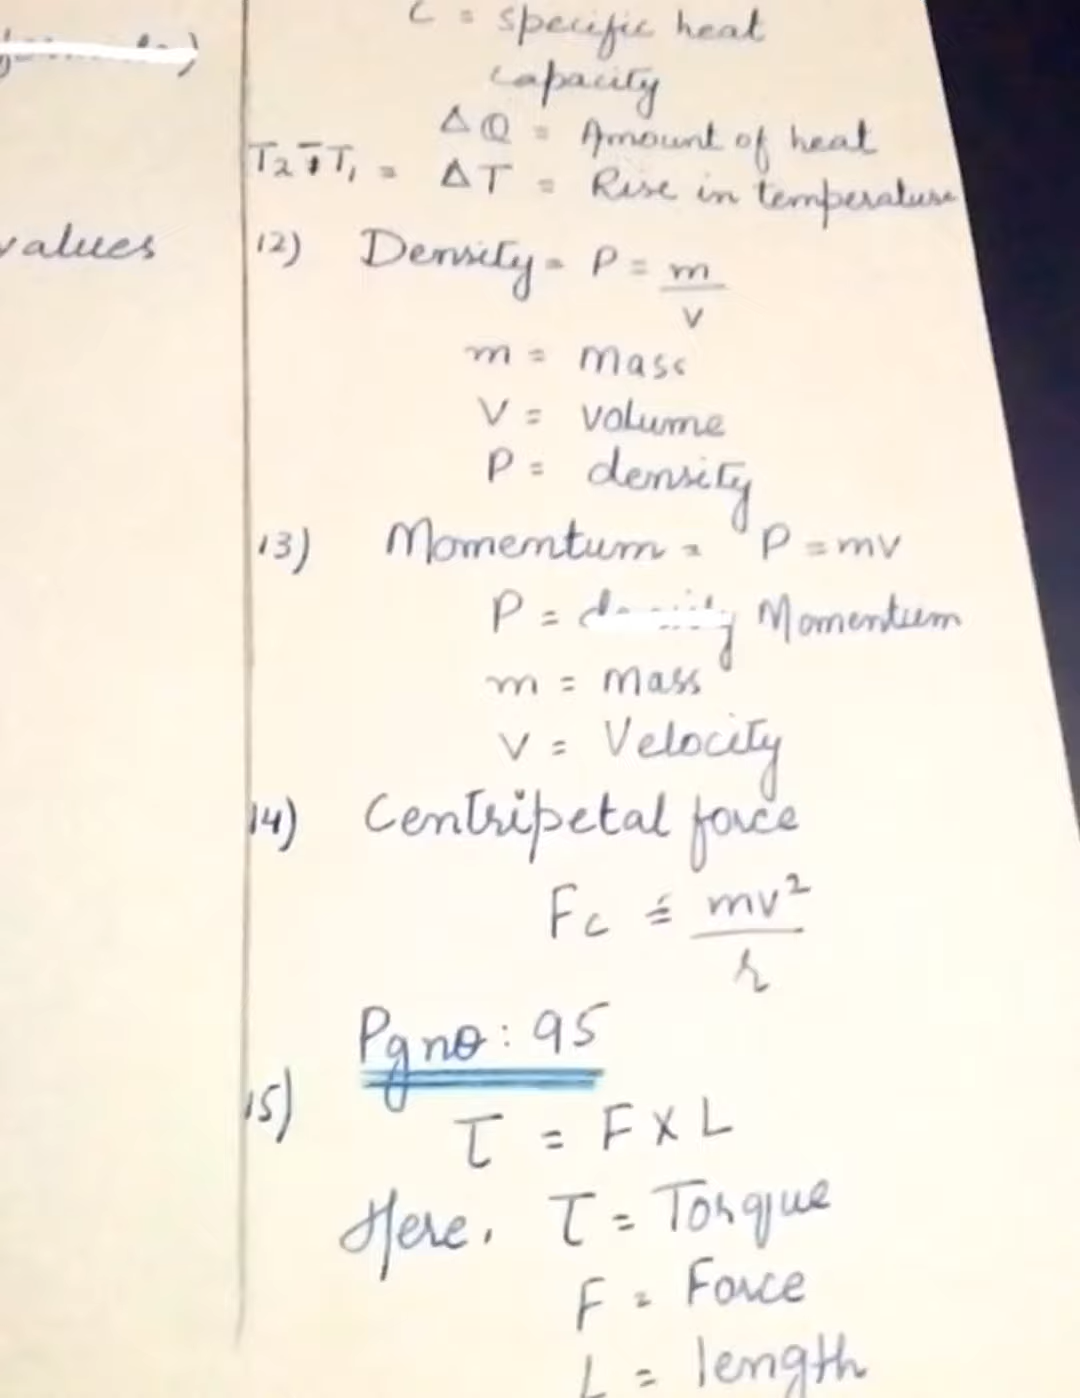 C = specific heat
capacity
ΔQ = Amount of heat
T₂ - T₁ = ΔT = Rise in temperature
values
12) Density = P = m/v
m = Mass
V = volume
P = density
13) Momentum = P = mv
P = density Momentum
m = Mass
V = Velocity
14) Centripetal force
Fc = mv²/r
Pg no: 95
15)
τ = F x L
Here, τ = Torque
F = Force
L = length